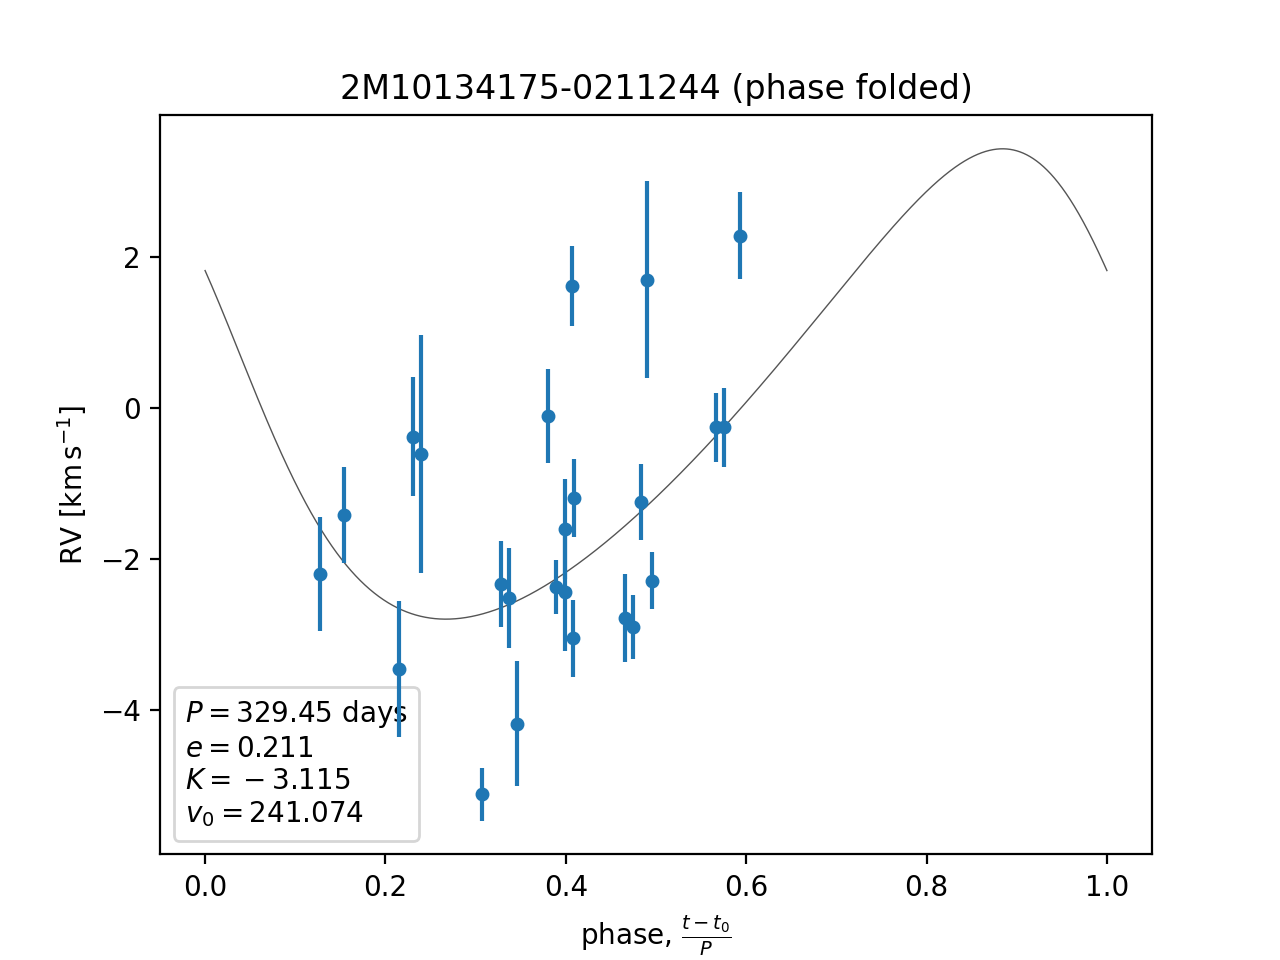 2M10134175-0211244 (phase folded)
RV [km s⁻¹]
2
0
−2
−4
P = 329.45 days
e = 0.211
K = − 3.115
v₀ = 241.074
0.0 0.2 0.4 0.6 0.8 1.0
phase, (t − t₀)/P